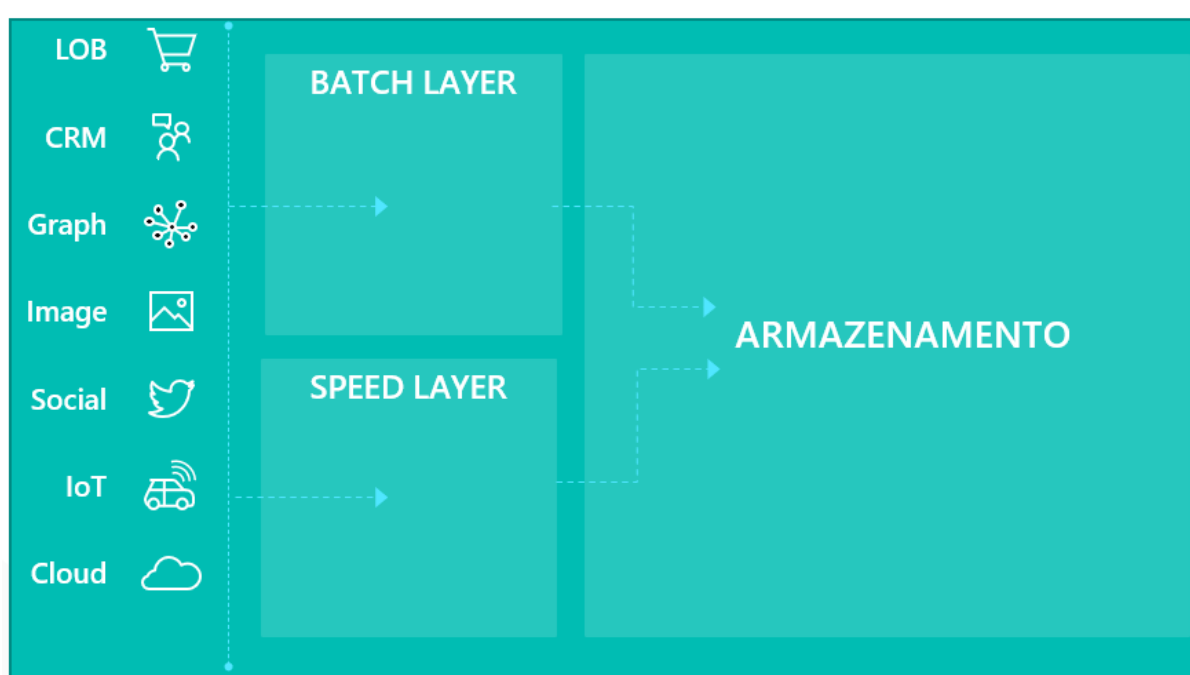 LOB
CRM
Graph
Image
Social
IoT
Cloud
BATCH LAYER
SPEED LAYER
ARMAZENAMENTO